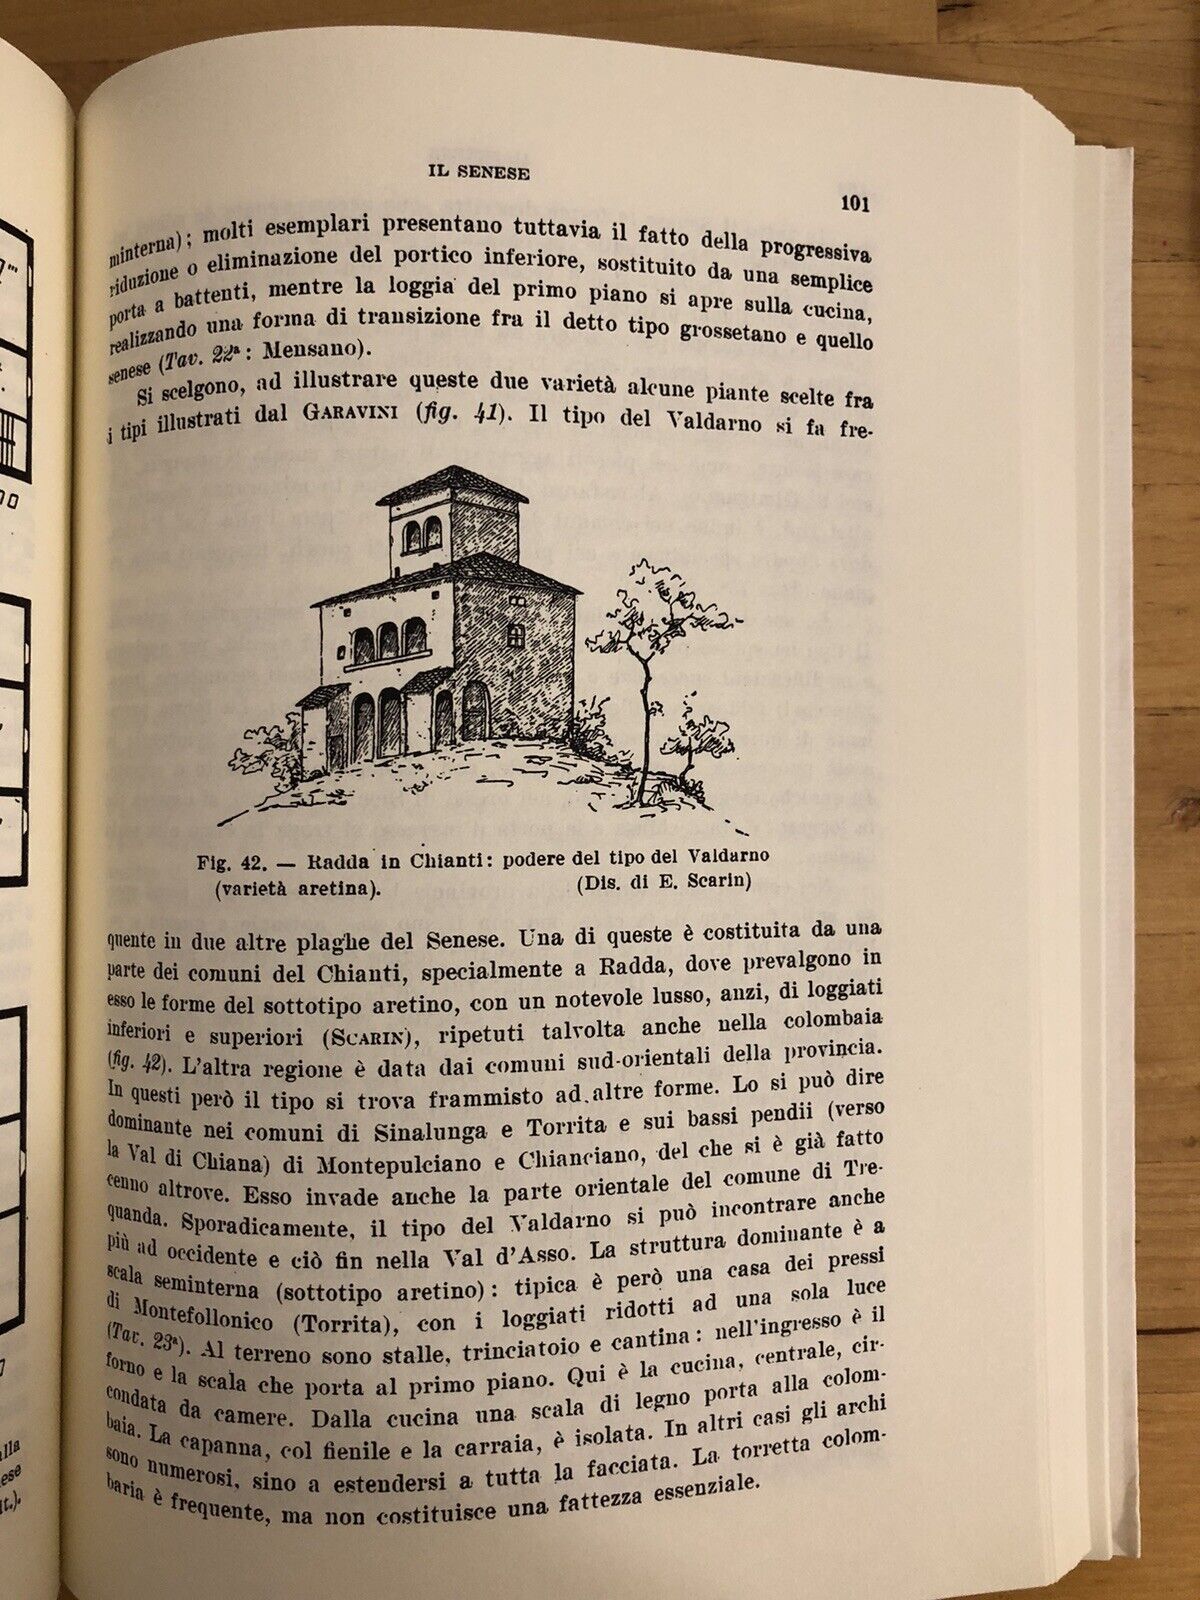 IL SENESE
101
minterna); molti esemplari presentano tuttavia il fatto della progressiva
riduzione o eliminazione del portico inferiore, sostituito da una semplice
porta a battenti, mentre la loggia del primo piano si apre sulla cucina,
realizzando una forma di transizione fra il detto tipo grossetano e quello
senese (Tav. 22ª: Mensano).
Si scelgono, ad illustrare queste due varietà alcune piante scelte fra
i tipi illustrati dal GARAVINI (fig. 41). Il tipo del Valdarno si fa fre-
Fig. 42. — Radda in Chianti: podere del tipo del Valdarno
(varietà aretina). (Dis. di E. Scarin)
quente in due altre plaghe del Senese. Una di queste è costituita da una
parte dei comuni del Chianti, specialmente a Radda, dove prevalgono in
esso le forme del sottotipo aretino, con un notevole lusso, anzi, di loggiati
inferiori e superiori (SCARIN), ripetuti talvolta anche nella colombaia
(fig. 42). L'altra regione è data dai comuni sud-orientali della provincia.
In questi però il tipo si trova frammisto ad altre forme. Lo si può dire
dominante nei comuni di Sinalunga e Torrita e sui bassi pendii (verso
la Val di Chiana) di Montepulciano e Chianciano, del che si è già fatto
cenno altrove. Esso invade anche la parte orientale del comune di Tre-
quanda. Sporadicamente, il tipo del Valdarno si può incontrare anche
più ad occidente e ciò fin nella Val d'Asso. La struttura dominante è a
scala seminterna (sottotipo aretino): tipica è però una casa dei pressi
di Montefollonico (Torrita), con i loggiati ridotti ad una sola luce
(Tav. 23ª). Al terreno sono stalle, trinciatoio e cantina: nell'ingresso è il
forno e la scala che porta al primo piano. Qui è la cucina, centrale, cir-
condata da camere. Dalla cucina una scala di legno porta alla colom-
baia. La capanna, col fienile e la carraia, è isolata. In altri casi gli archi
sono numerosi, sino a estendersi a tutta la facciata. La torretta colom-
baria è frequente, ma non costituisce una fattezza essenziale.